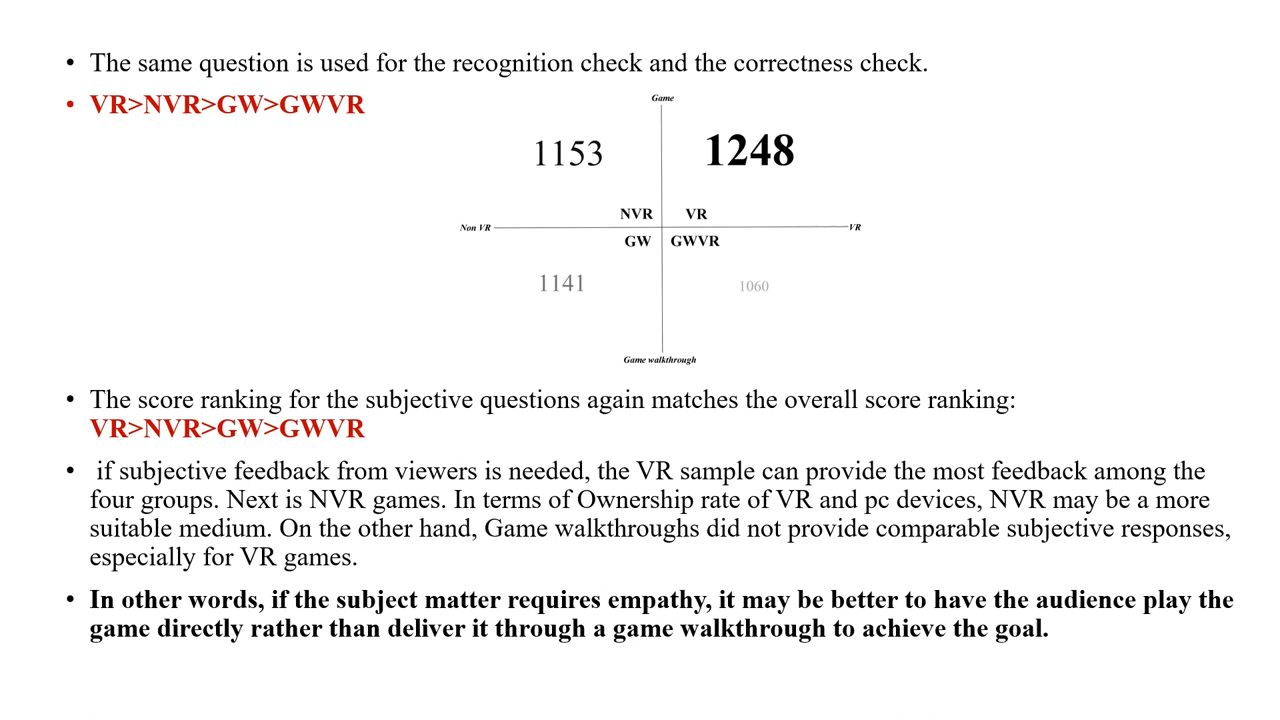 • The same question is used for the recognition check and the correctness check.
• VR>NVR>GW>GWVR
Game
1153 1248
NVR VR
Non VR VR
GW GWVR
1141 1060
Game walkthrough
• The score ranking for the subjective questions again matches the overall score ranking:
VR>NVR>GW>GWVR
• if subjective feedback from viewers is needed, the VR sample can provide the most feedback among the
four groups. Next is NVR games. In terms of Ownership rate of VR and pc devices, NVR may be a more
suitable medium. On the other hand, Game walkthroughs did not provide comparable subjective responses,
especially for VR games.
• In other words, if the subject matter requires empathy, it may be better to have the audience play the
game directly rather than deliver it through a game walkthrough to achieve the goal.